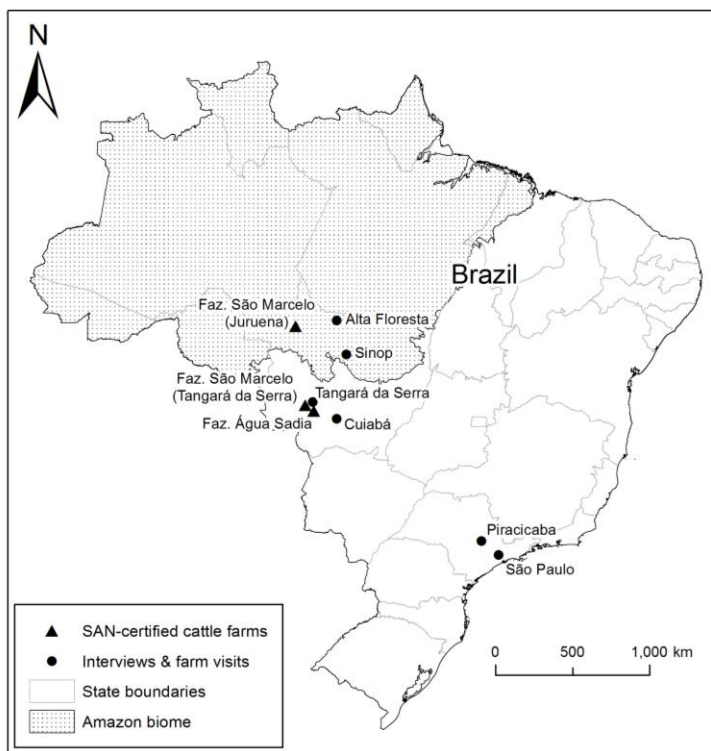 N
Brazil
Faz. São Marcelo
(Juruena)
Alta Floresta
Sinop
Faz. São Marcelo
(Tangará da Serra)
Tangará da Serra
Faz. Água Sadia
Cuiabá
Piracicaba
São Paulo
SAN-certified cattle farms
Interviews & farm visits
State boundaries
Amazon biome
0 500 1,000 km